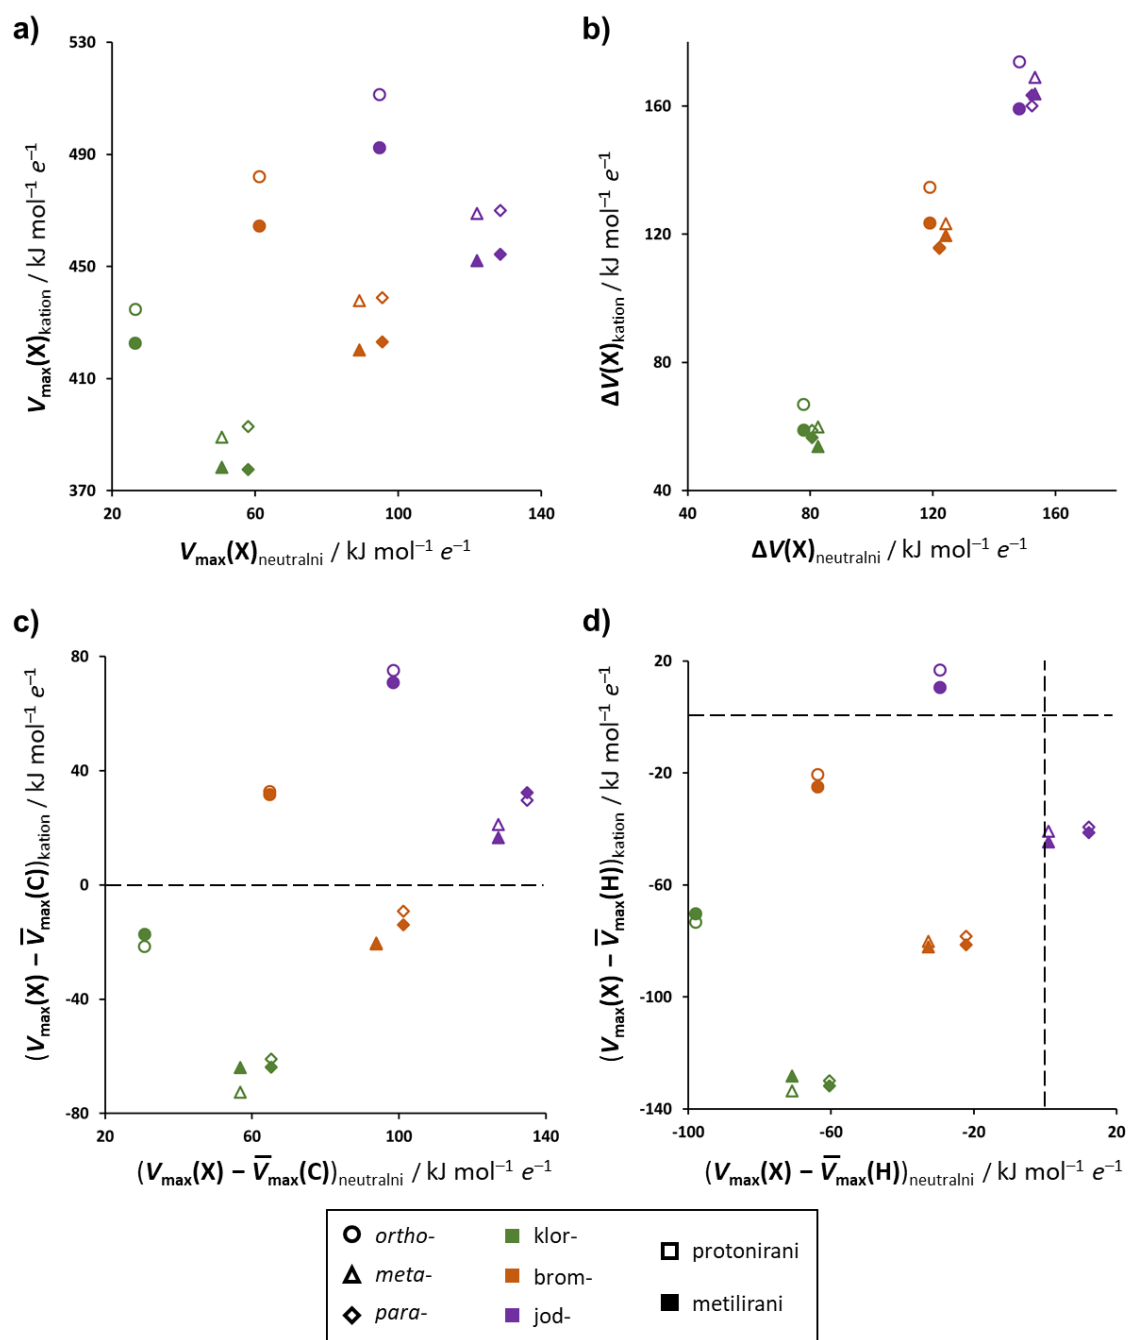 a)
530
490
450
410
370
20
60
100
140
Vmax(X)kation / kJ mol⁻¹ e⁻¹
Vmax(X)neutralni / kJ mol⁻¹ e⁻¹
b)
160
120
80
40
40
80
120
160
ΔV(X)kation / kJ mol⁻¹ e⁻¹
ΔV(X)neutralni / kJ mol⁻¹ e⁻¹
c)
80
40
0
-40
-80
20
60
100
140
(Vmax(X) − V̅max(C))kation / kJ mol⁻¹ e⁻¹
(Vmax(X) − V̅max(C))neutralni / kJ mol⁻¹ e⁻¹
d)
20
-20
-60
-100
-140
-100
-60
-20
20
(Vmax(X) − V̅max(H))kation / kJ mol⁻¹ e⁻¹
(Vmax(X) − V̅max(H))neutralni / kJ mol⁻¹ e⁻¹
ortho-
meta-
para-
klor-
brom-
jod-
protonirani
metilirani